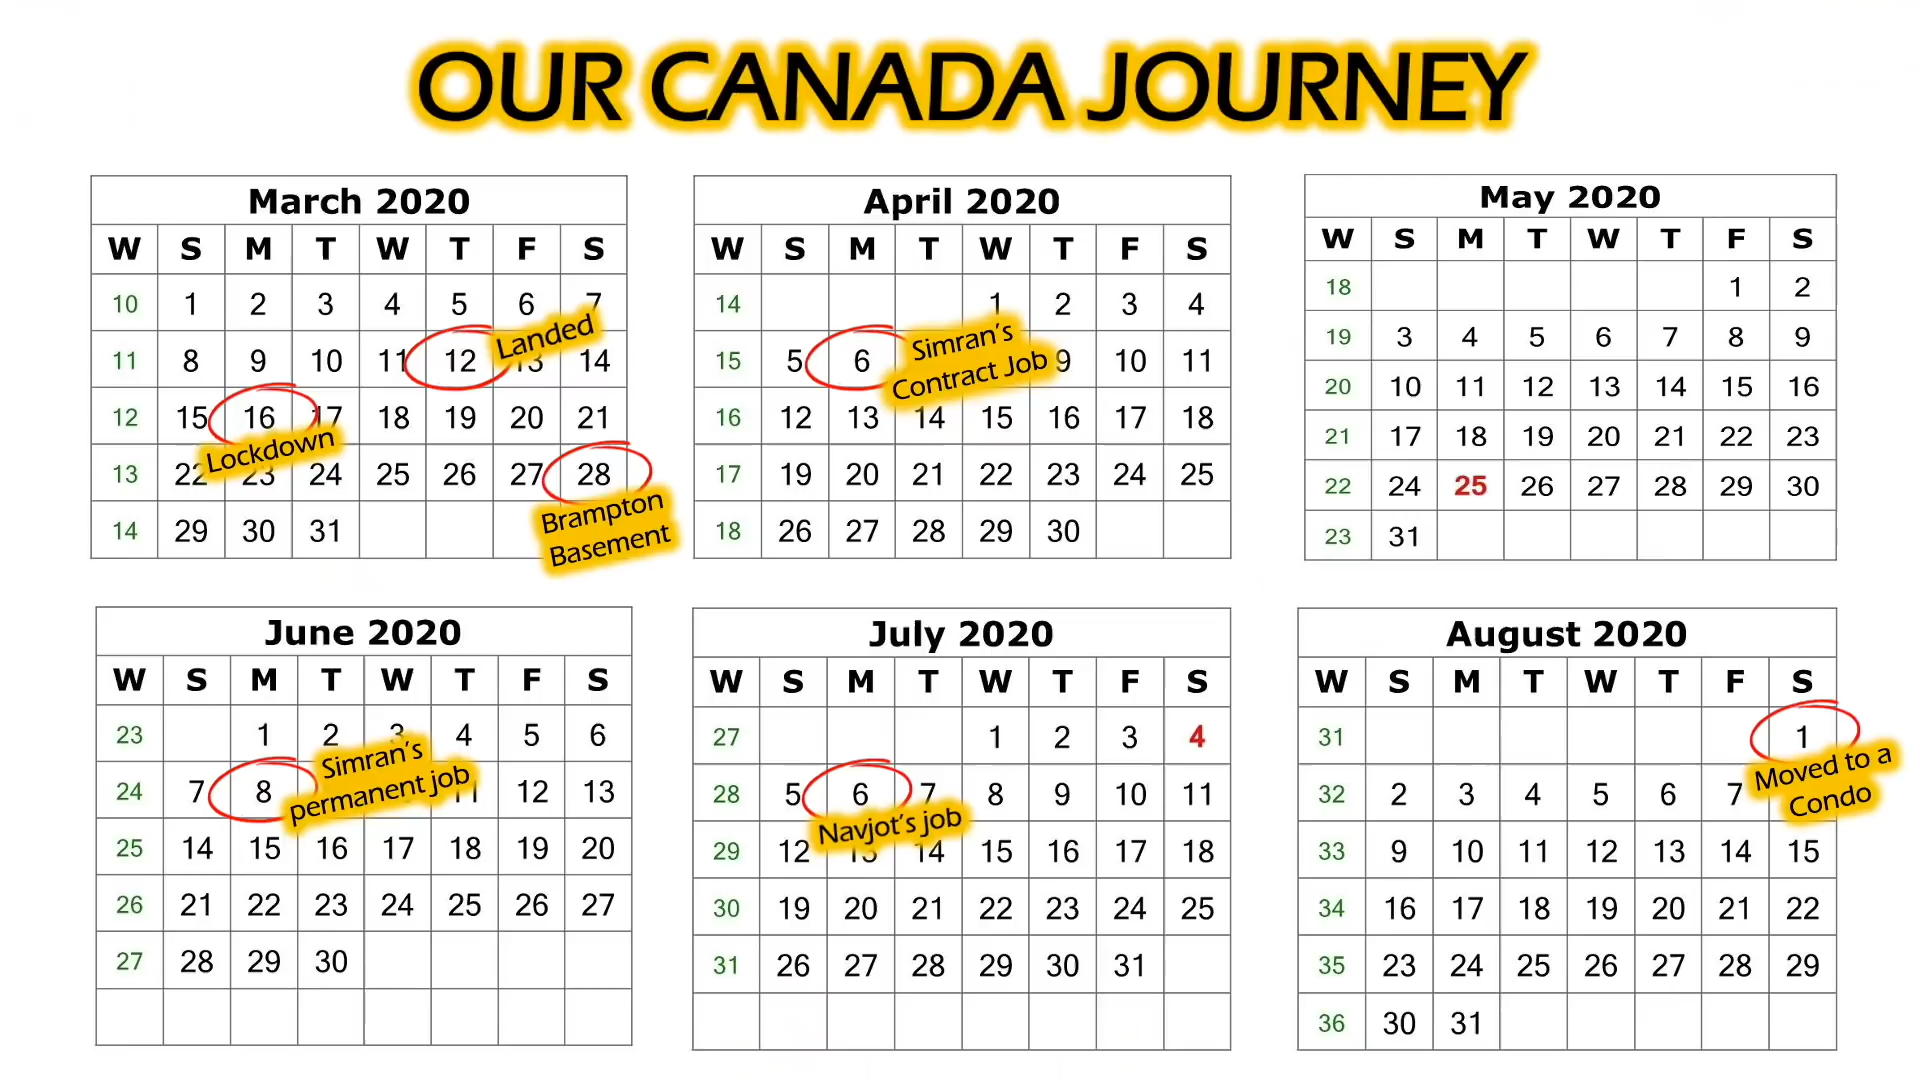 OUR CANADA JOURNEY
March 2020
W S M T W T F S
10 1 2 3 4 5 6 7
Landed
11 8 9 10 11 12 13 14
12 15 16 17 18 19 20 21
Lockdown
13 22 23 24 25 26 27 28
Brampton
Basement
14 29 30 31
April 2020
W S M T W T F S
14 1 2 3 4
Simran's
Contract Job
15 5 6 9 10 11
16 12 13 14 15 16 17 18
17 19 20 21 22 23 24 25
18 26 27 28 29 30
May 2020
W S M T W T F S
18 1 2
19 3 4 5 6 7 8 9
20 10 11 12 13 14 15 16
21 17 18 19 20 21 22 23
22 24 25 26 27 28 29 30
23 31
June 2020
W S M T W T F S
23 1 2 3 4 5 6
Simran's
permanent job
24 7 8 11 12 13
25 14 15 16 17 18 19 20
26 21 22 23 24 25 26 27
27 28 29 30
July 2020
W S M T W T F S
27 1 2 3 4
28 5 6 7 8 9 10 11
Navjot's job
29 12 13 14 15 16 17 18
30 19 20 21 22 23 24 25
31 26 27 28 29 30 31
August 2020
W S M T W T F S
31 1
Moved to a
Condo
32 2 3 4 5 6 7
33 9 10 11 12 13 14 15
34 16 17 18 19 20 21 22
35 23 24 25 26 27 28 29
36 30 31